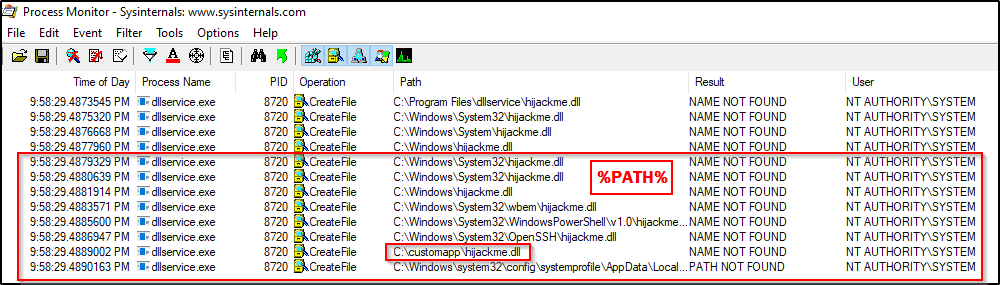 Process Monitor - Sysinternals: www.sysinternals.com
File Edit Event Filter Tools Options Help
Time of Day Process Name PID Operation Path Result User
9:58:29.4873545 PM dllservice.exe 8720 CreateFile C:\Program Files\dllservice\hijackme.dll NAME NOT FOUND NT AUTHORITY\SYSTEM
9:58:29.4875320 PM dllservice.exe 8720 CreateFile C:\Windows\System32\hijackme.dll NAME NOT FOUND NT AUTHORITY\SYSTEM
9:58:29.4876668 PM dllservice.exe 8720 CreateFile C:\Windows\System\hijackme.dll NAME NOT FOUND NT AUTHORITY\SYSTEM
9:58:29.4877960 PM dllservice.exe 8720 CreateFile C:\Windows\hijackme.dll NAME NOT FOUND NT AUTHORITY\SYSTEM
9:58:29.4879329 PM dllservice.exe 8720 CreateFile C:\Windows\System32\hijackme.dll NAME NOT FOUND NT AUTHORITY\SYSTEM
9:58:29.4880639 PM dllservice.exe 8720 CreateFile C:\Windows\System32\hijackme.dll %PATH% NAME NOT FOUND NT AUTHORITY\SYSTEM
9:58:29.4881914 PM dllservice.exe 8720 CreateFile C:\Windows\hijackme.dll NAME NOT FOUND NT AUTHORITY\SYSTEM
9:58:29.4883571 PM dllservice.exe 8720 CreateFile C:\Windows\System32\wbem\hijackme.dll NAME NOT FOUND NT AUTHORITY\SYSTEM
9:58:29.4885600 PM dllservice.exe 8720 CreateFile C:\Windows\System32\WindowsPowerShell\v1.0\hijackme... NAME NOT FOUND NT AUTHORITY\SYSTEM
9:58:29.4886947 PM dllservice.exe 8720 CreateFile C:\Windows\System32\OpenSSH\hijackme.dll NAME NOT FOUND NT AUTHORITY\SYSTEM
9:58:29.4889002 PM dllservice.exe 8720 CreateFile C:\customapp\hijackme.dll NAME NOT FOUND NT AUTHORITY\SYSTEM
9:58:29.4890163 PM dllservice.exe 8720 CreateFile C:\Windows\system32\config\systemprofile\AppData\Local... PATH NOT FOUND NT AUTHORITY\SYSTEM